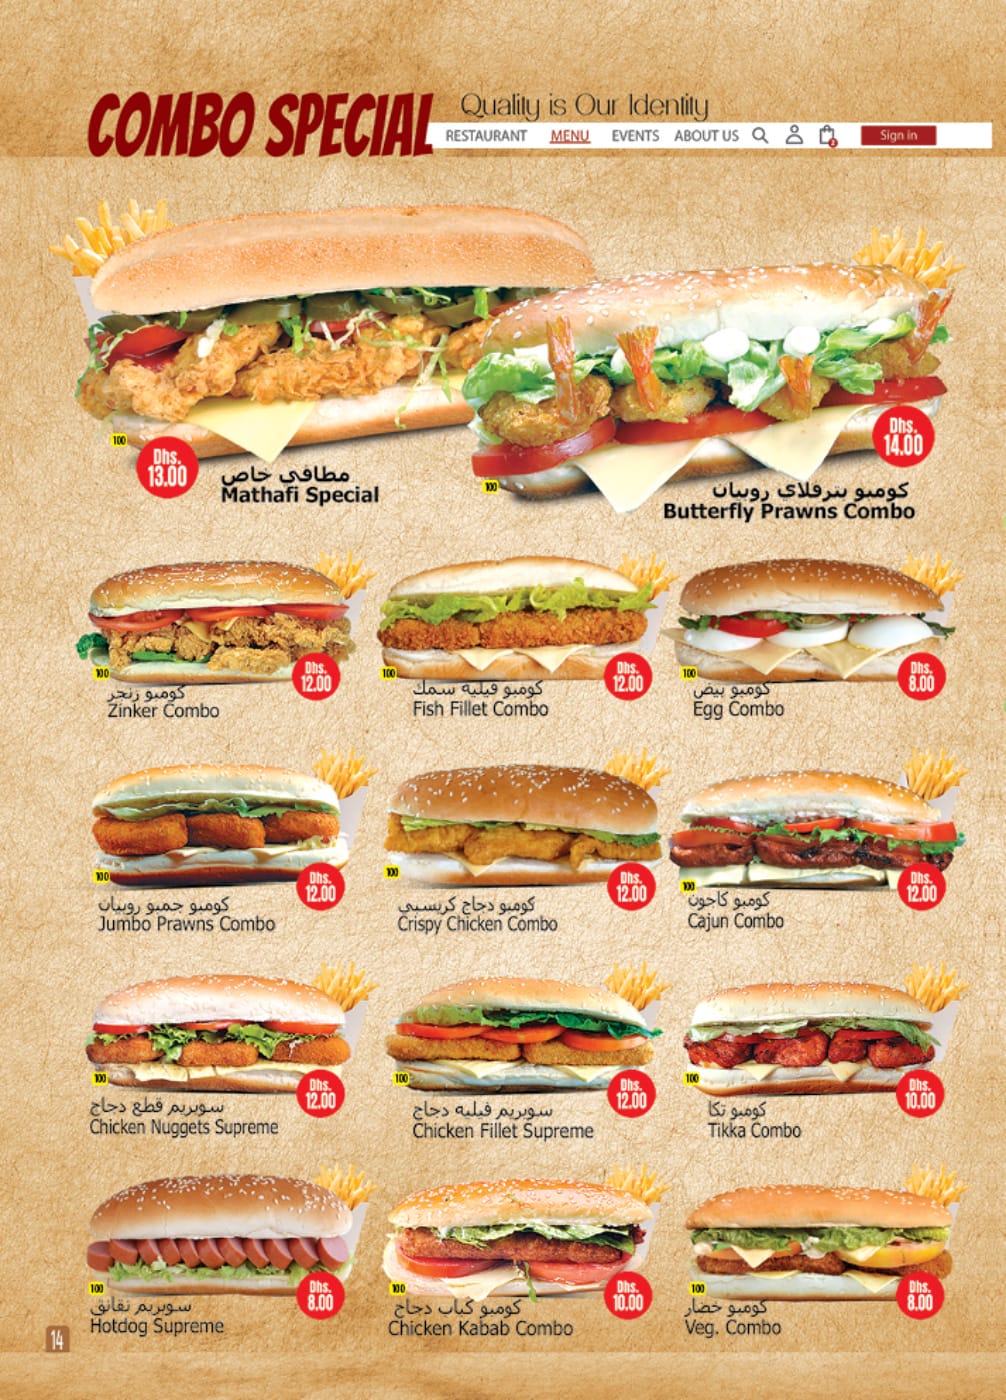 COMBO SPECIAL
Quality is Our Identity
RESTAURANT MENU EVENTS ABOUT US
2
Sign in
100
Dhs.
13.00
مطافي خاص
Mathafi Special
100
Dhs.
14.00
كومبو بترفلاي روبيان
Butterfly Prawns Combo
100
Dhs.
12.00
كومبو زنجر
Zinker Combo
100
Dhs.
12.00
كومبو فيليه سمك
Fish Fillet Combo
100
Dhs.
8.00
كومبو بيض
Egg Combo
100
Dhs.
12.00
كومبو جمبو روبيان
Jumbo Prawns Combo
100
Dhs.
12.00
كومبو دجاج كريسبي
Crispy Chicken Combo
100
Dhs.
12.00
كومبو كاجون
Cajun Combo
100
Dhs.
12.00
سوبريم قطع دجاج
Chicken Nuggets Supreme
100
Dhs.
12.00
سوبريم فيليه دجاج
Chicken Fillet Supreme
100
Dhs.
10.00
كومبو تكا
Tikka Combo
100
Dhs.
8.00
سوبريم نقانق
Hotdog Supreme
100
Dhs.
10.00
كومبو كباب دجاج
Chicken Kabab Combo
100
Dhs.
8.00
كومبو خضار
Veg. Combo
14